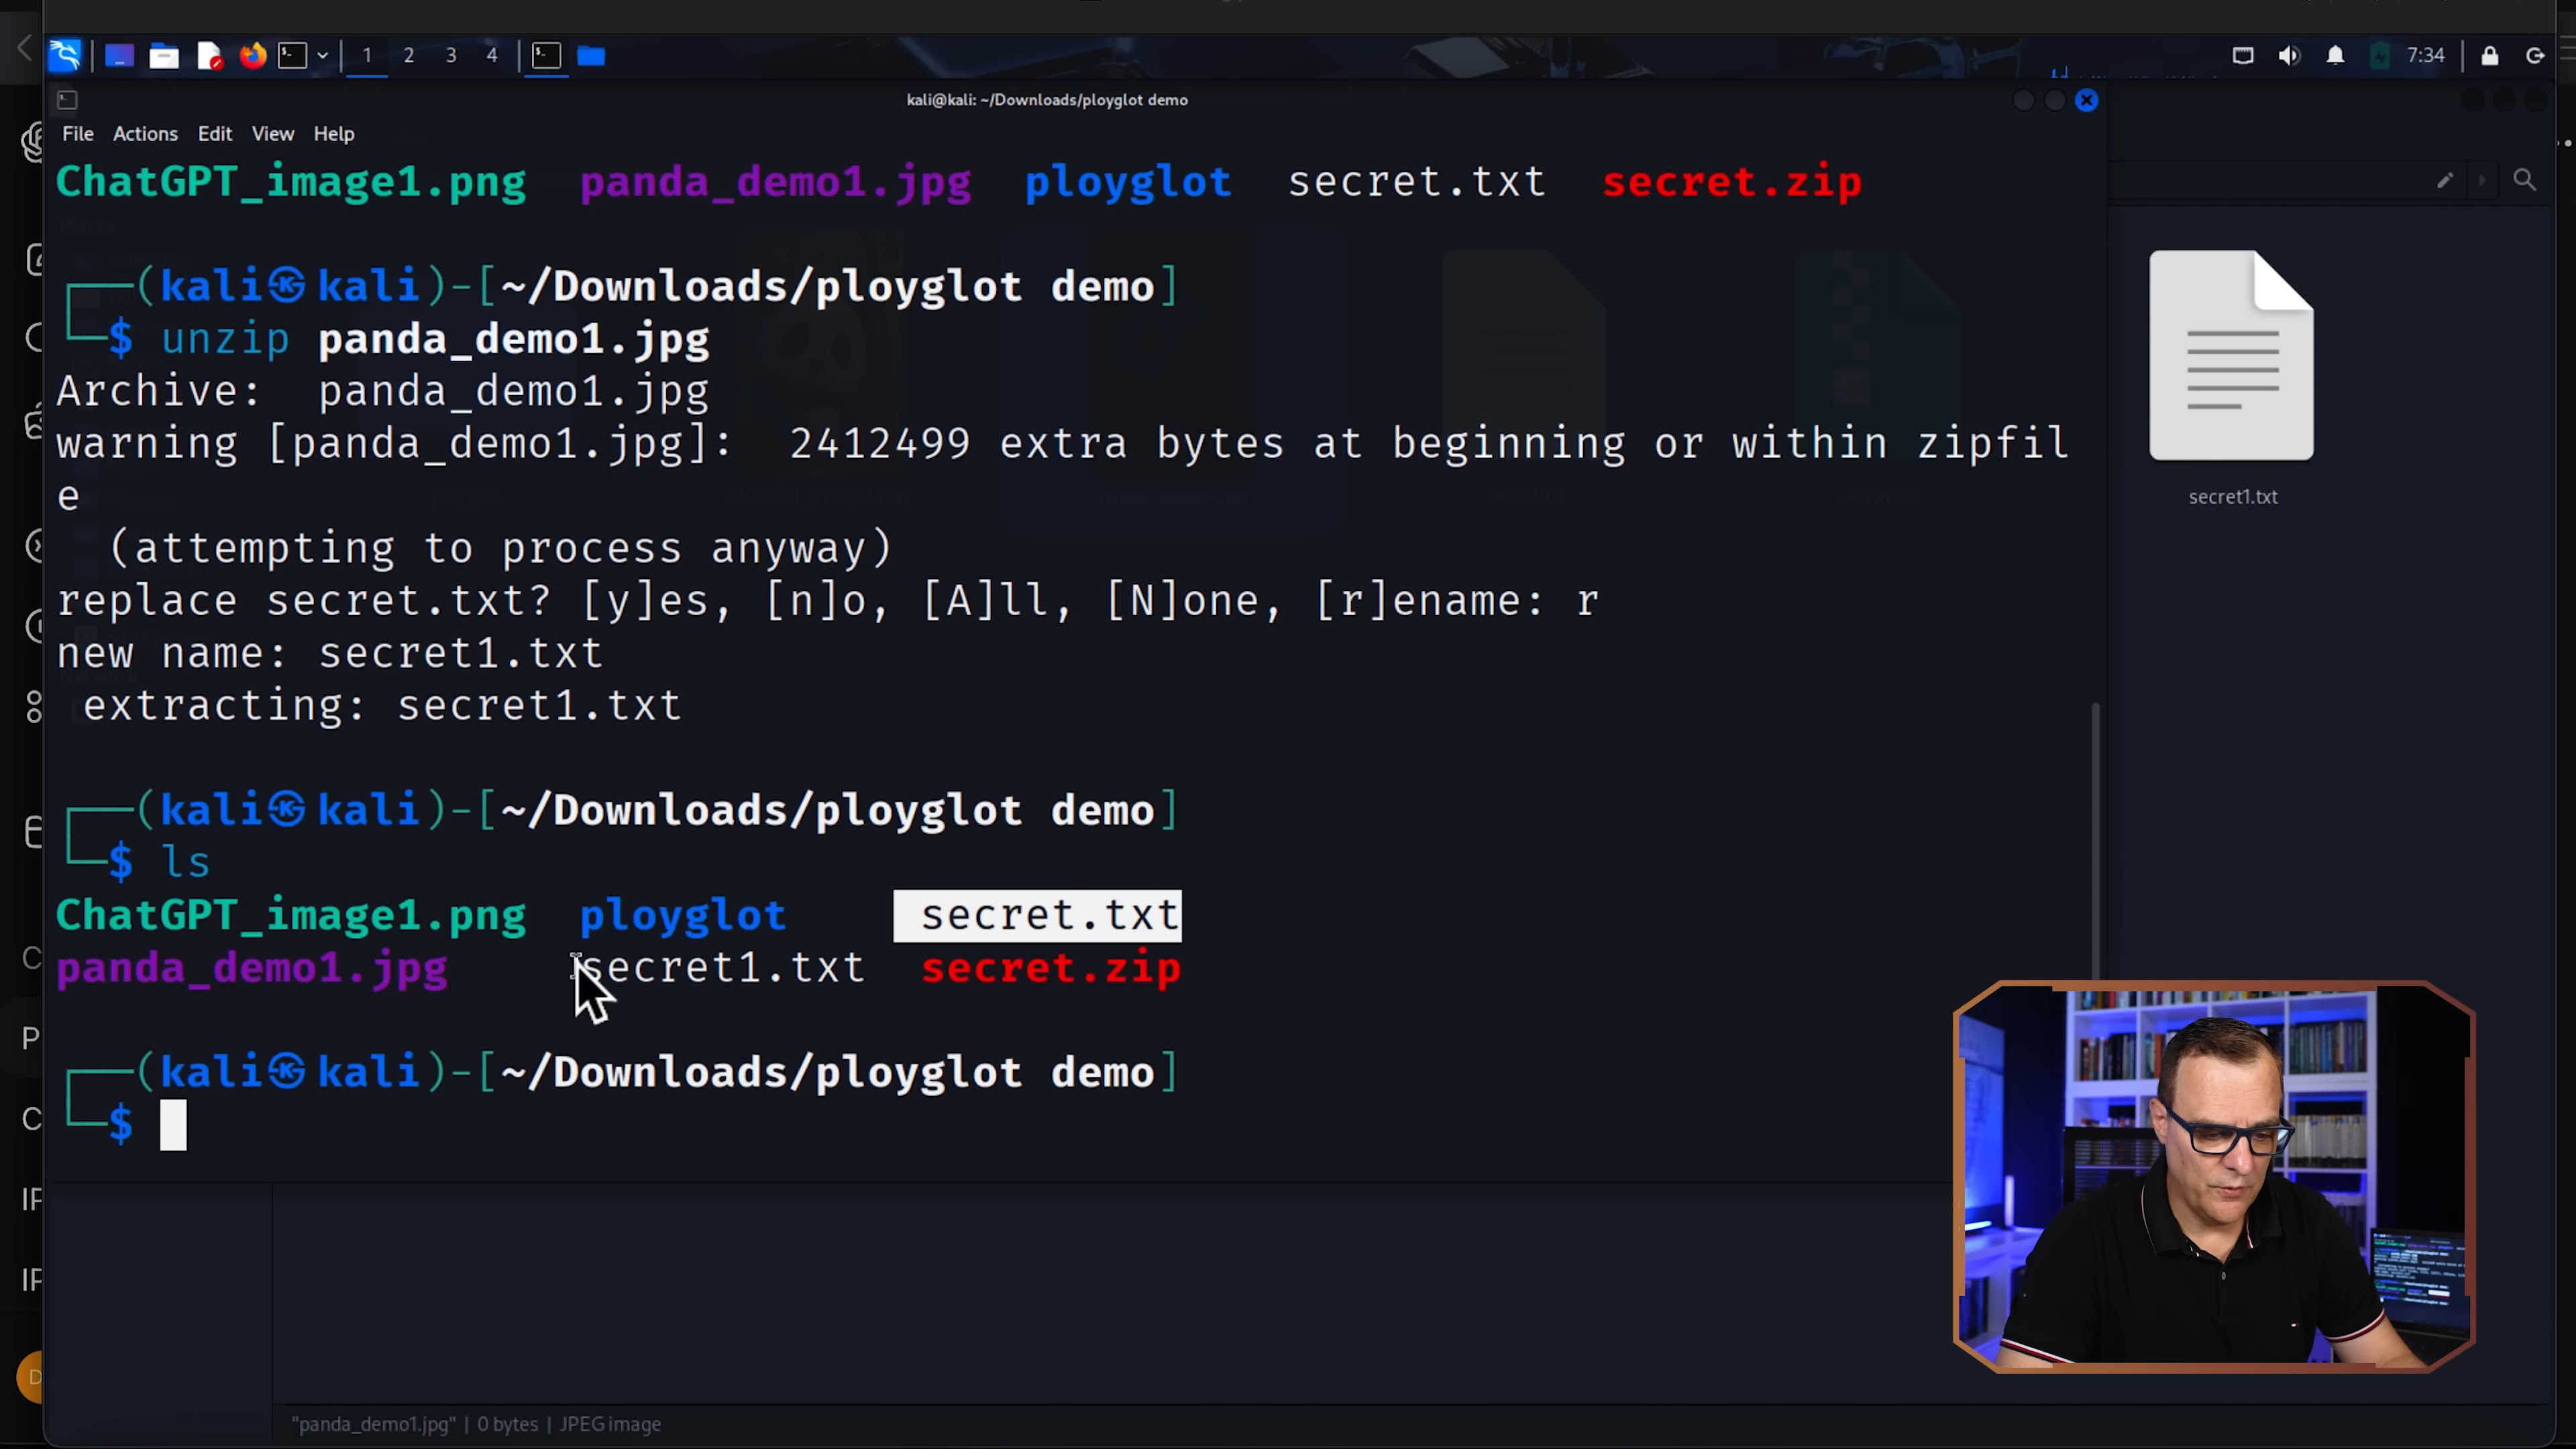 1 2 3 4 7:34
kali@kali: ~/Downloads/ployglot demo
File Actions Edit View Help
ChatGPT_image1.png panda_demo1.jpg ployglot secret.txt secret.zip
(kali㉿kali)-[~/Downloads/ployglot demo]
$ unzip panda_demo1.jpg
Archive: panda_demo1.jpg
warning [panda_demo1.jpg]: 2412499 extra bytes at beginning or within zipfil
e
(attempting to process anyway)
replace secret.txt? [y]es, [n]o, [A]ll, [N]one, [r]ename: r
new name: secret1.txt
extracting: secret1.txt
(kali㉿kali)-[~/Downloads/ployglot demo]
$ ls
ChatGPT_image1.png ployglot secret.txt
panda_demo1.jpg secret1.txt secret.zip
(kali㉿kali)-[~/Downloads/ployglot demo]
$
secret1.txt
"panda_demo1.jpg" | 0 bytes | JPEG image